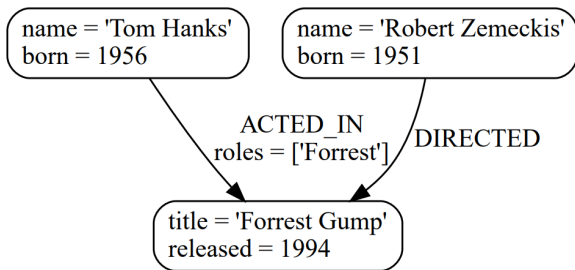 name = 'Tom Hanks'
born = 1956
name = 'Robert Zemeckis'
born = 1951
ACTED_IN
roles = ['Forrest']
DIRECTED
title = 'Forrest Gump'
released = 1994